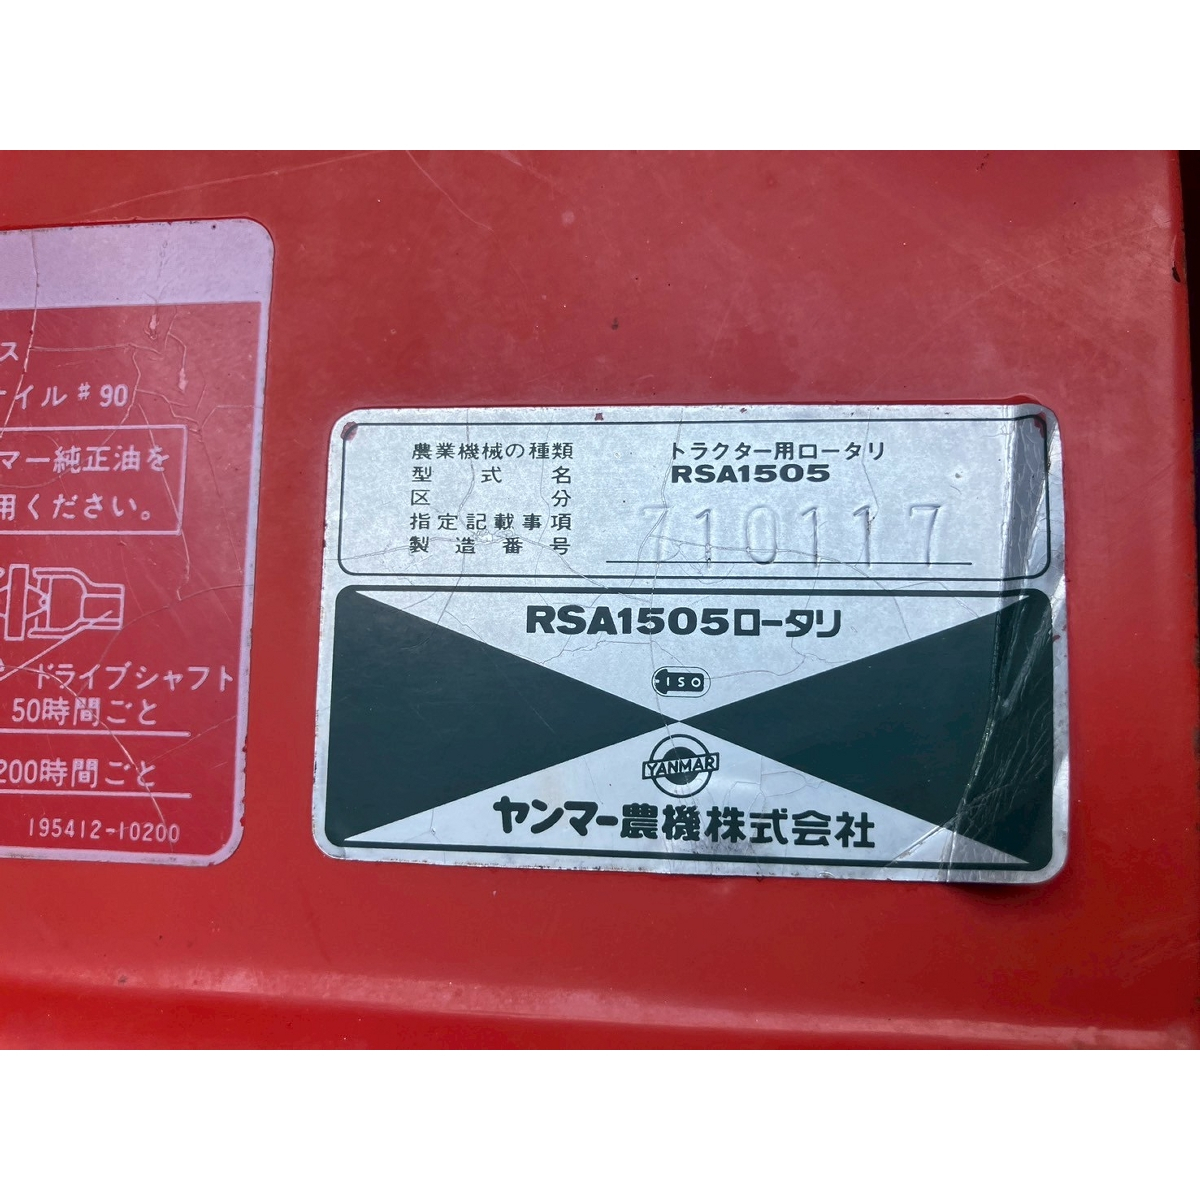 ス
オイル #90
マー純正油を
用ください。
ン ドライブシャフト
50時間ごと
200時間ごと
195412-10200
農業機械の種類 トラクター用ロータリ
型式名 RSA1505
区分
指定記載事項
製造番号 710117
RSA1505ロータリ
ISO
YANMAR
ヤンマー農機株式会社